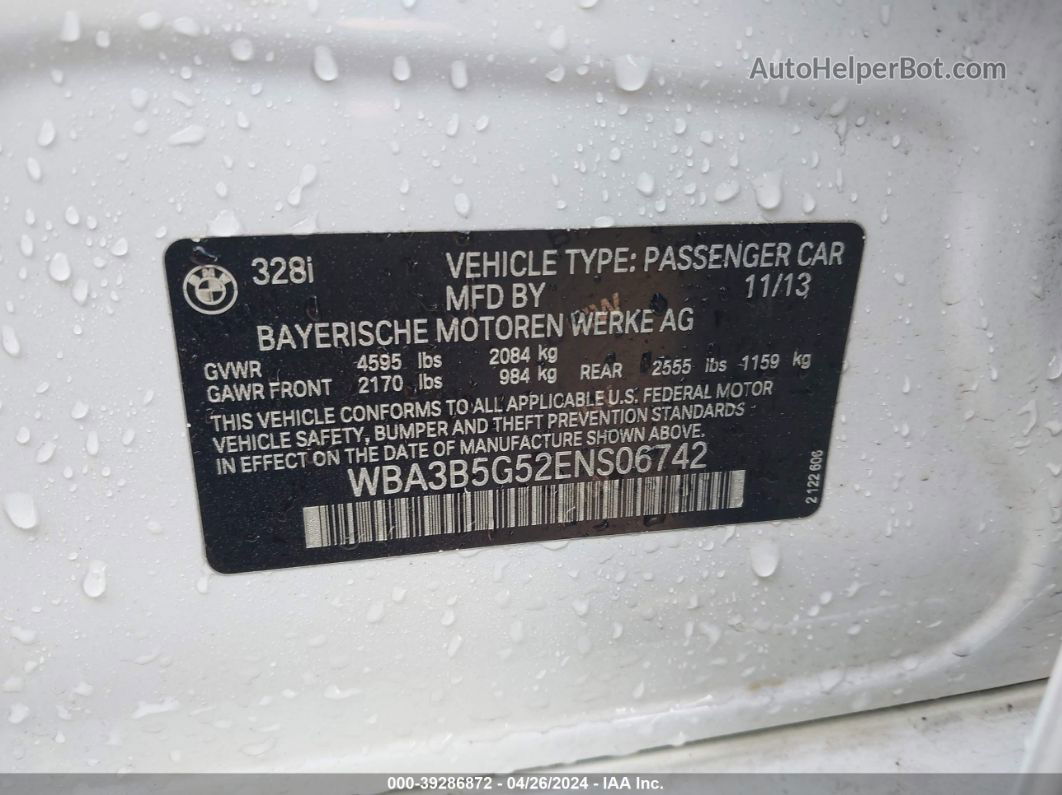 AutoHelperBot.com
328i VEHICLE TYPE: PASSENGER CAR
MFD BY 11/13
BAYERISCHE MOTOREN WERKE AG
GVWR 4595 lbs 2084 kg
GAWR FRONT 2170 lbs 984 kg REAR 2555 lbs 1159 kg
THIS VEHICLE CONFORMS TO ALL APPLICABLE U.S. FEDERAL MOTOR
VEHICLE SAFETY, BUMPER AND THEFT PREVENTION STANDARDS
IN EFFECT ON THE DATE OF MANUFACTURE SHOWN ABOVE.
WBA3B5G52ENS06742
2 122 606
000-39286872 - 04/26/2024 - IAA Inc.